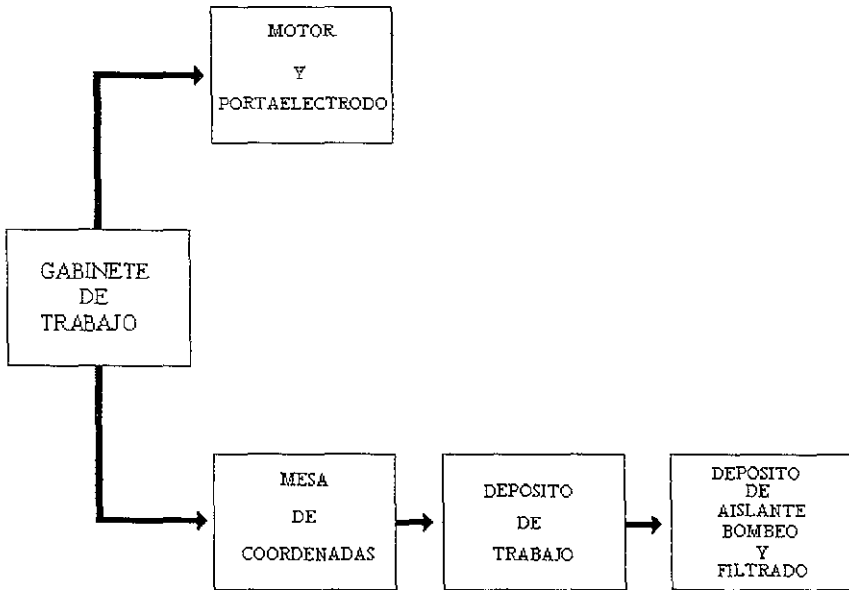 MOTOR
Y
PORTAELECTRODO
GABINETE
DE
TRABAJO
MESA
DE
COORDENADAS
DEPOSITO
DE
TRABAJO
DEPOSITO
DE
AISLANTE
BOMBEO
Y
FILTRADO